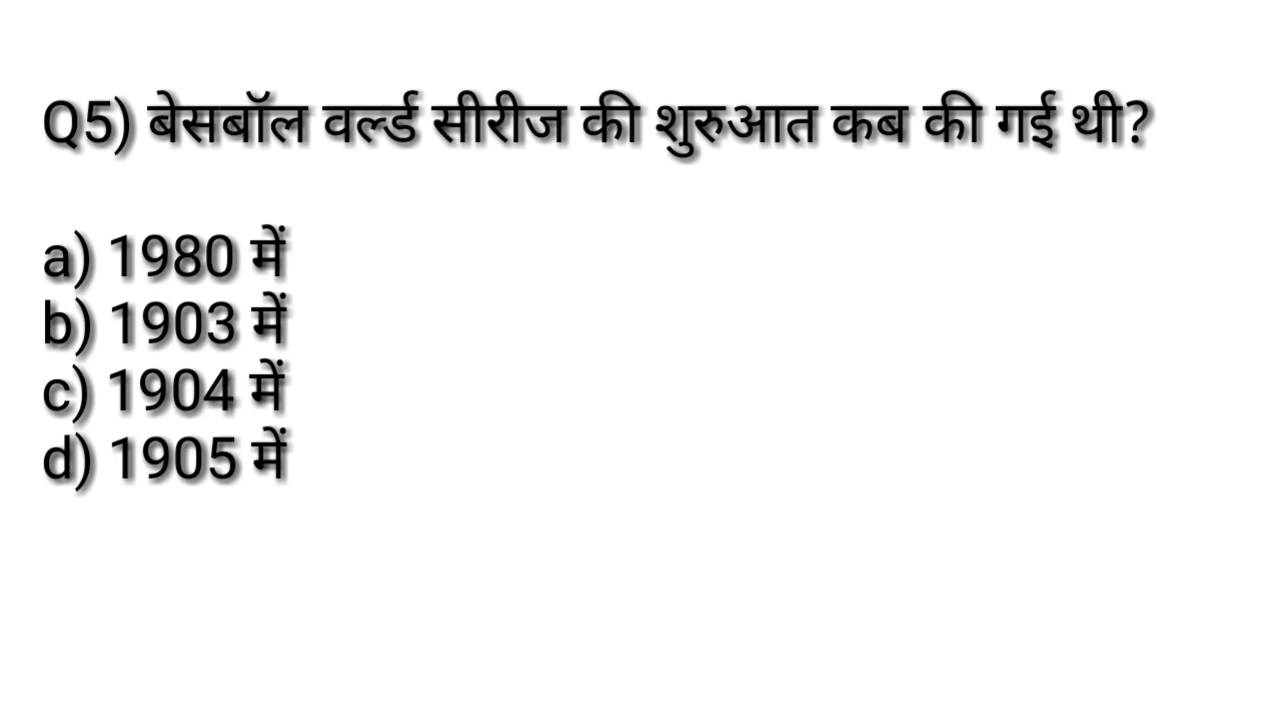 Q5) बेसबॉल वर्ल्ड सीरीज की शुरुआत कब की गई थी?
a) 1980 में
b) 1903 में
c) 1904 में
d) 1905 में